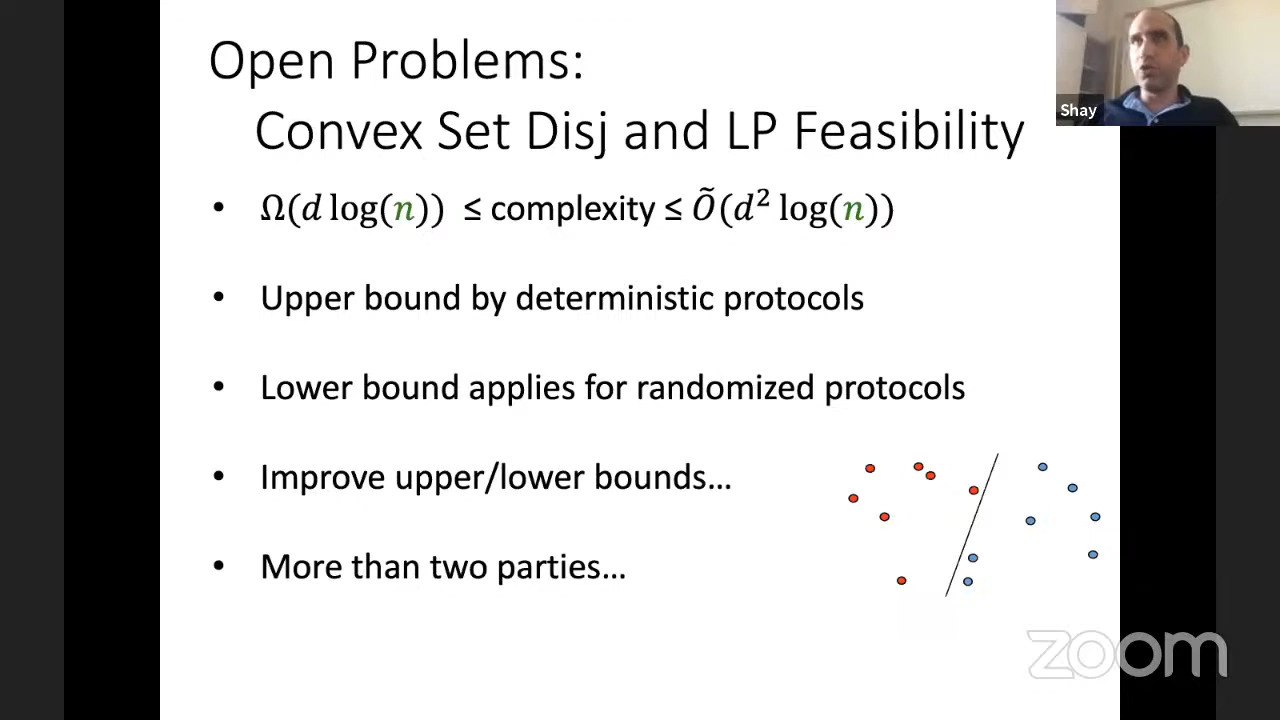 Open Problems:
Convex Set Disj and LP Feasibility
Shay
• Ω(d log(n)) ≤ complexity ≤ Õ(d² log(n))
• Upper bound by deterministic protocols
• Lower bound applies for randomized protocols
• Improve upper/lower bounds…
• More than two parties…
zoom